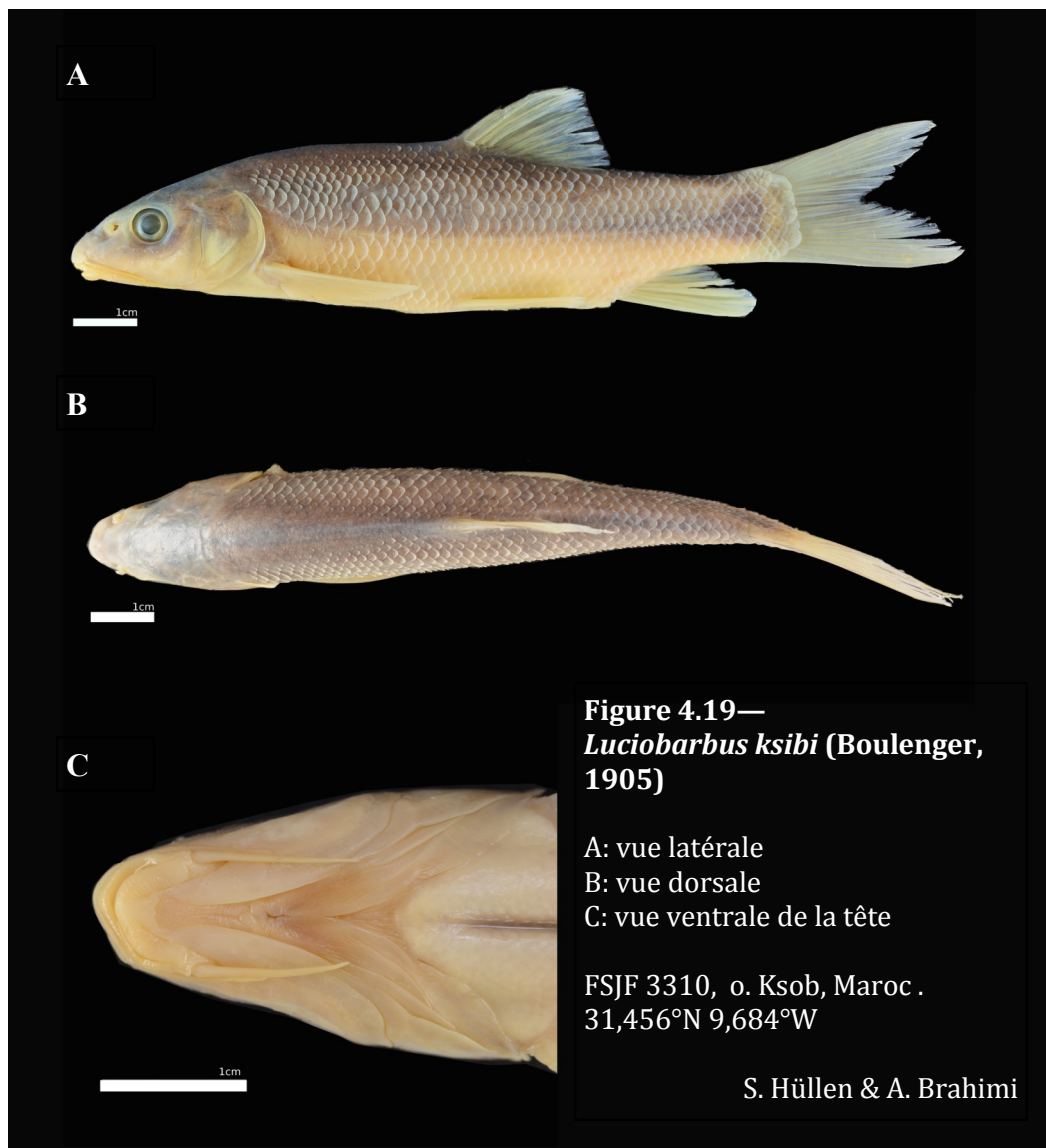 A
1cm
B
1cm
C
1cm
Figure 4.19—
Luciobarbus ksibi (Boulenger,
1905)
A: vue latérale
B: vue dorsale
C: vue ventrale de la tête
FSJF 3310, o. Ksob, Maroc .
31,456°N 9,684°W
S. Hüllen & A. Brahimi